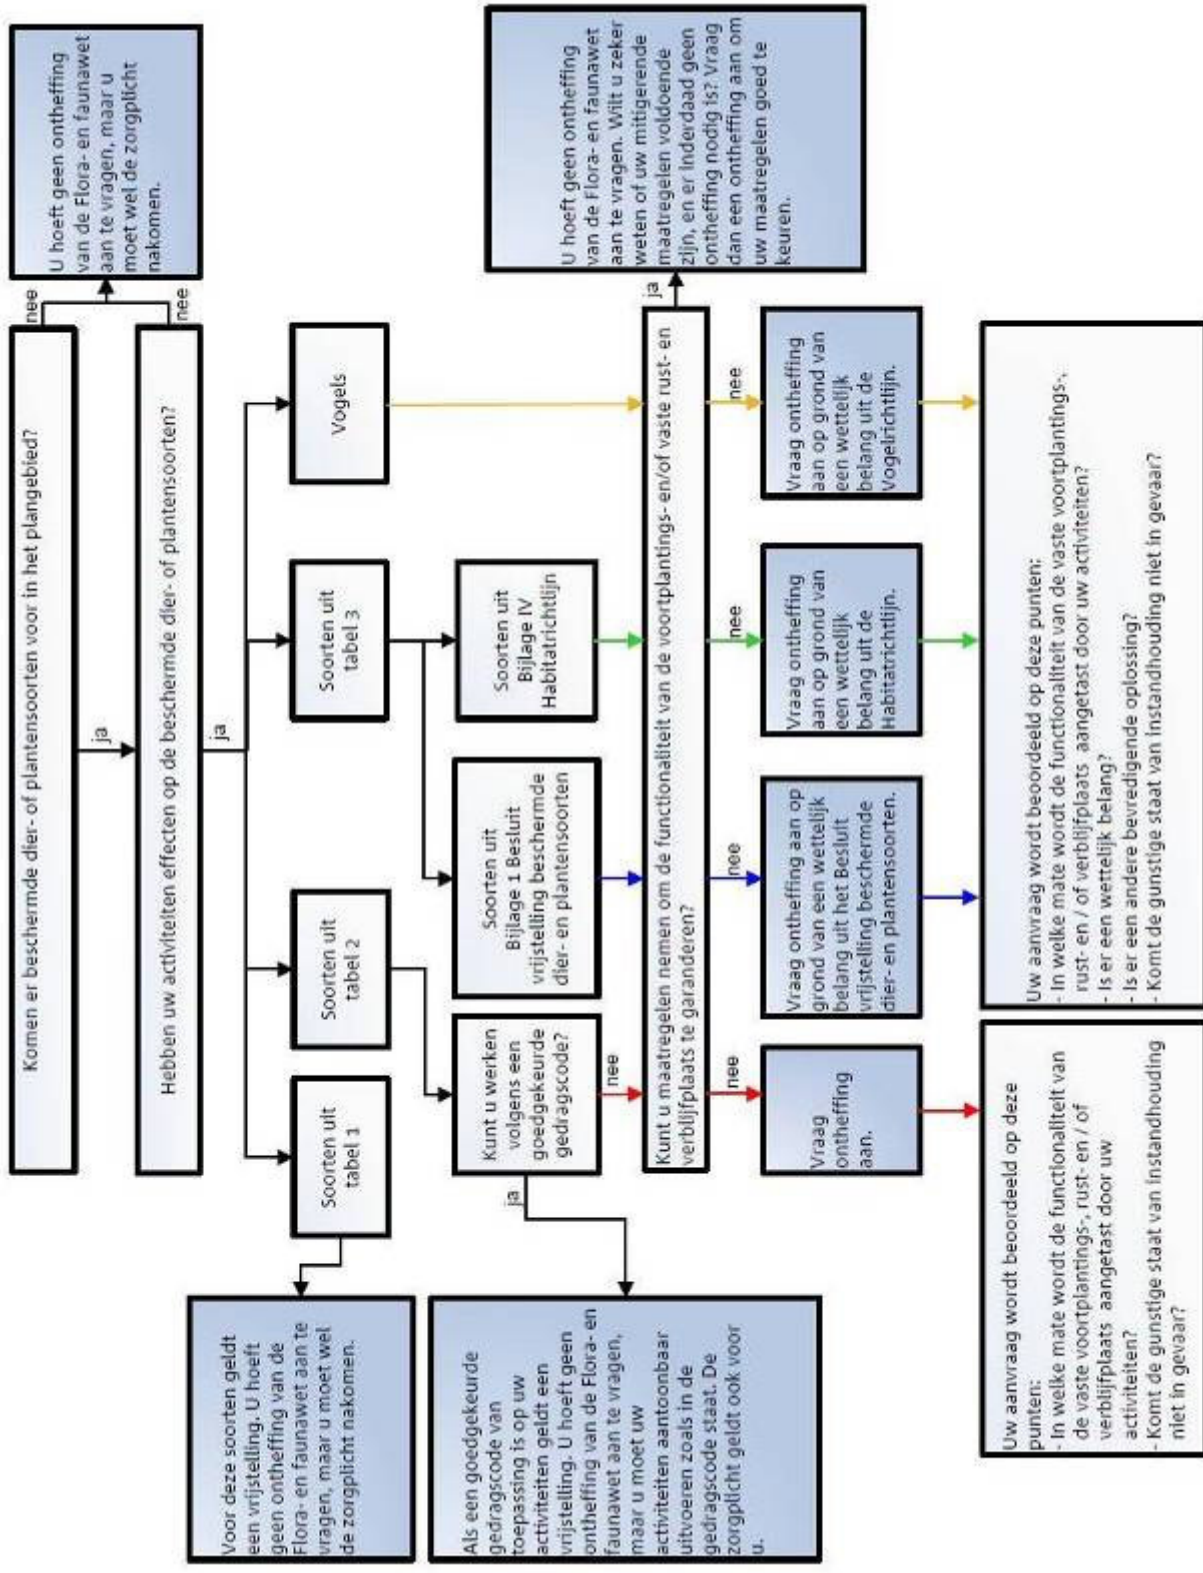 Komen er beschermde dier- of plantensoorten voor in het plangebied?
nee
ja
U hoeft geen ontheffing
van de Flora- en faunawet
aan te vragen, maar u
moet wel de zorgplicht
nakomen.
Hebben uw activiteiten effecten op de beschermde dier- of plantensoorten?
nee
ja
Soorten uit
tabel 1
Soorten uit
tabel 2
Soorten uit
tabel 3
Vogels
Voor deze soorten geldt
een vrijstelling. U hoeft
geen ontheffing van de
Flora- en faunawet aan te
vragen, maar u moet wel
de zorgplicht nakomen.
Kunt u werken
volgens een
goedgekeurde
gedragscode?
Soorten uit
Bijlage 1 Besluit
vrijstelling beschermde
dier- en plantensoorten
Soorten uit
Bijlage IV
Habitatrichtlijn
ja
nee
Als een goedgekeurde
gedragscode van
toepassing is op uw
activiteiten geldt een
vrijstelling. U hoeft geen
ontheffing van de Flora- en
faunawet aan te vragen,
maar u moet uw
activiteiten aantoonbaar
uitvoeren zoals in de
gedragscode staat. De
zorgplicht geldt ook voor
u.
Kunt u maatregelen nemen om de functionaliteit van de voortplantings- en/of vaste rust- en
verblijfplaats te garanderen?
ja
U hoeft geen ontheffing
van de Flora- en faunawet
aan te vragen. Wilt u zeker
weten of uw mitigerende
maatregelen voldoende
zijn, en er inderdaad geen
ontheffing nodig is? Vraag
dan een ontheffing aan om
uw maatregelen goed te
keuren.
nee
nee
nee
nee
Vraag
ontheffing
aan.
Vraag ontheffing aan op
grond van een wettelijk
belang uit het Besluit
vrijstelling beschermde
dier- en plantensoorten.
Vraag ontheffing
aan op grond van
een wettelijk
belang uit de
Habitatrichtlijn.
Vraag ontheffing
aan op grond van
een wettelijk
belang uit de
Vogelrichtlijn.
Uw aanvraag wordt beoordeeld op deze
punten:
- In welke mate wordt de functionaliteit van
de vaste voortplantings-, rust- en / of
verblijfplaats aangetast door uw
activiteiten?
- Komt de gunstige staat van instandhouding
niet in gevaar?
Uw aanvraag wordt beoordeeld op deze punten:
- In welke mate wordt de functionaliteit van de vaste voortplantings-,
rust- en / of verblijfplaats aangetast door uw activiteiten?
- Is er een wettelijk belang?
- Is er een andere bevredigende oplossing?
- Komt de gunstige staat van instandhouding niet in gevaar?